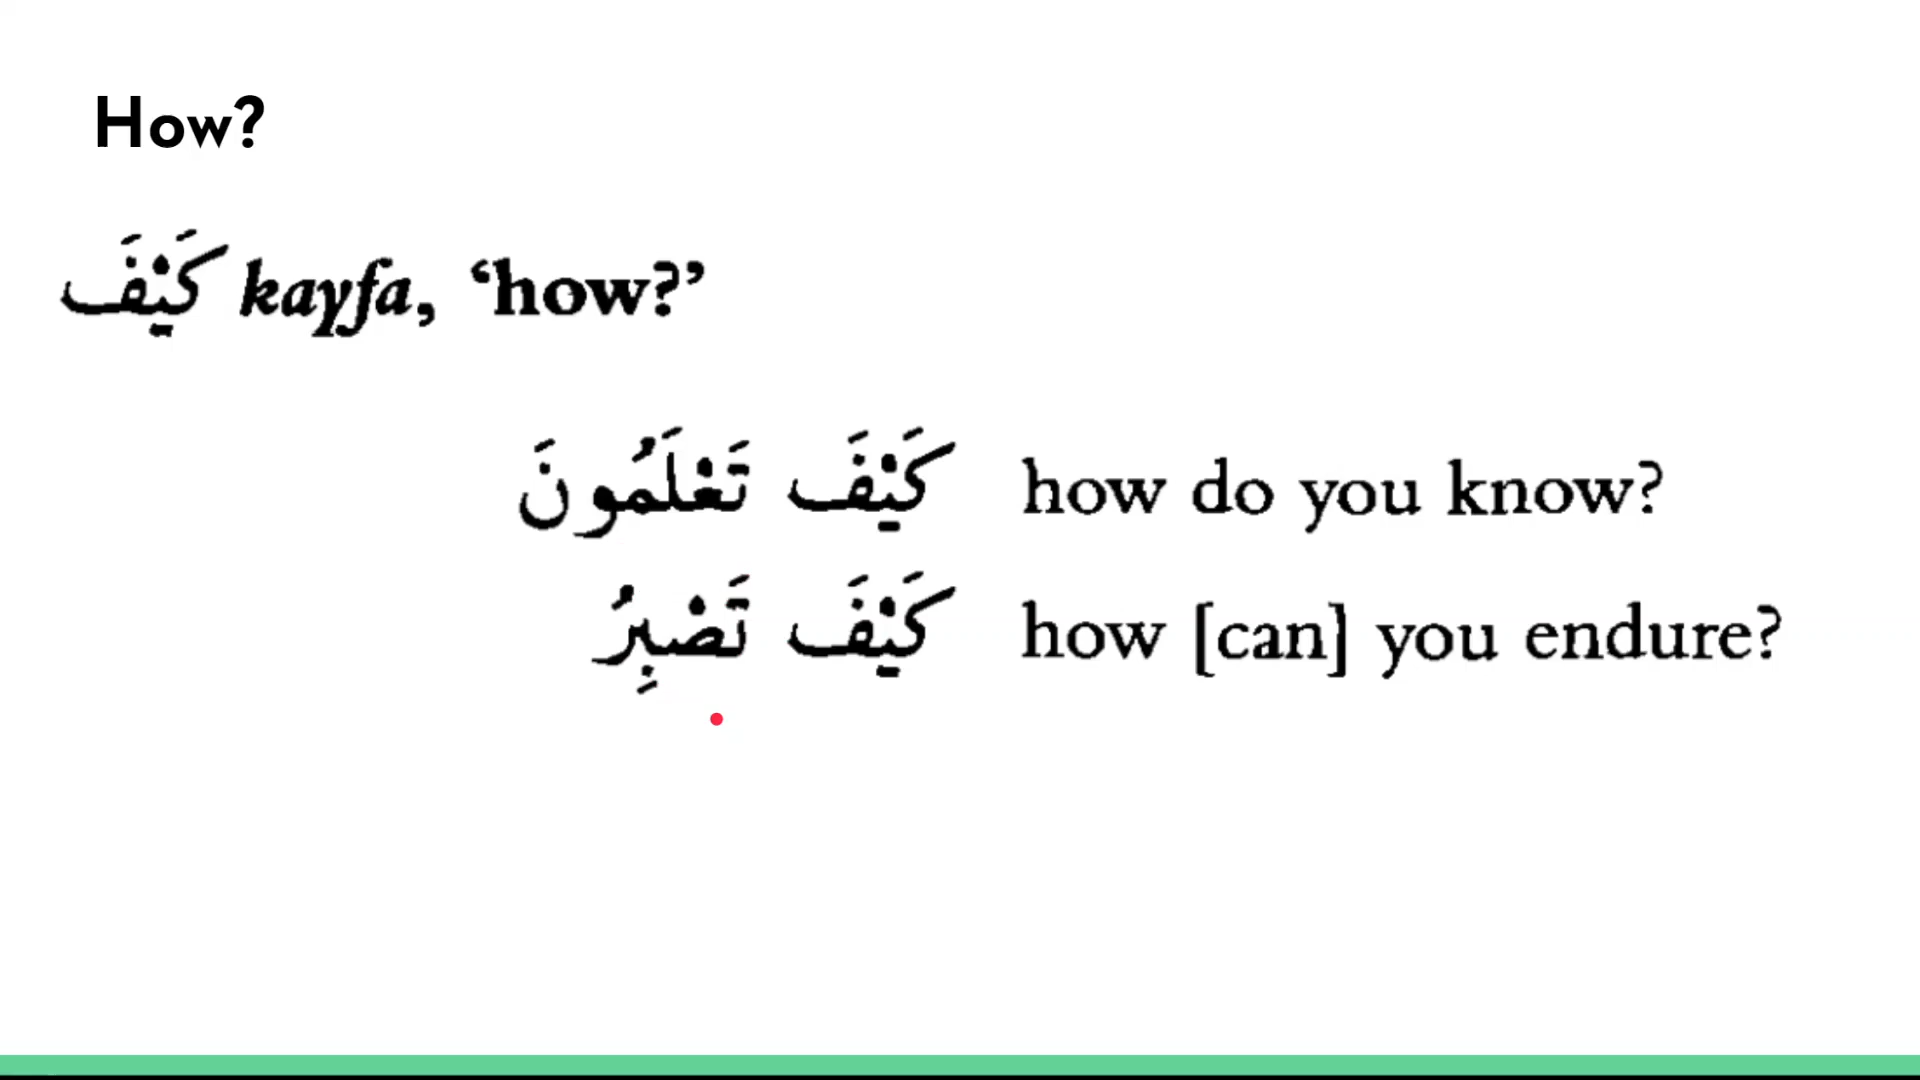 How?
كَيْفَ kayfa, ‘how?’
كَيْفَ تَعْلَمُونَ how do you know?
كَيْفَ تَصْبِرُ how [can] you endure?